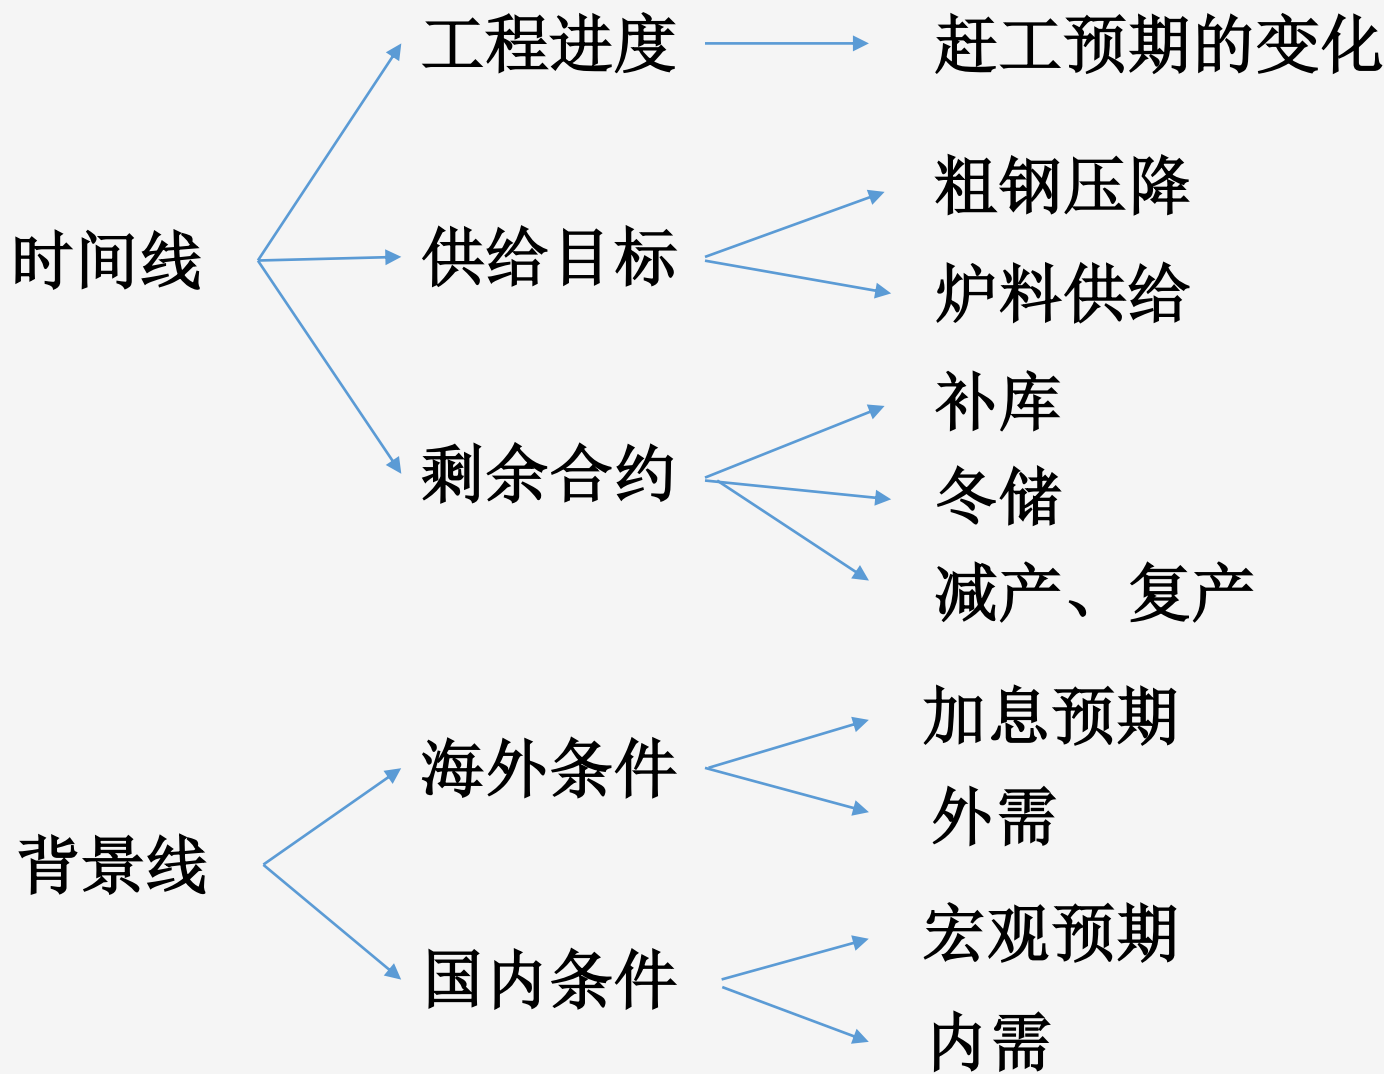 工程进度
赶工预期的变化
时间线
供给目标
粗钢压降
炉料供给
剩余合约
补库
冬储
减产、复产
背景线
海外条件
加息预期
外需
国内条件
宏观预期
内需